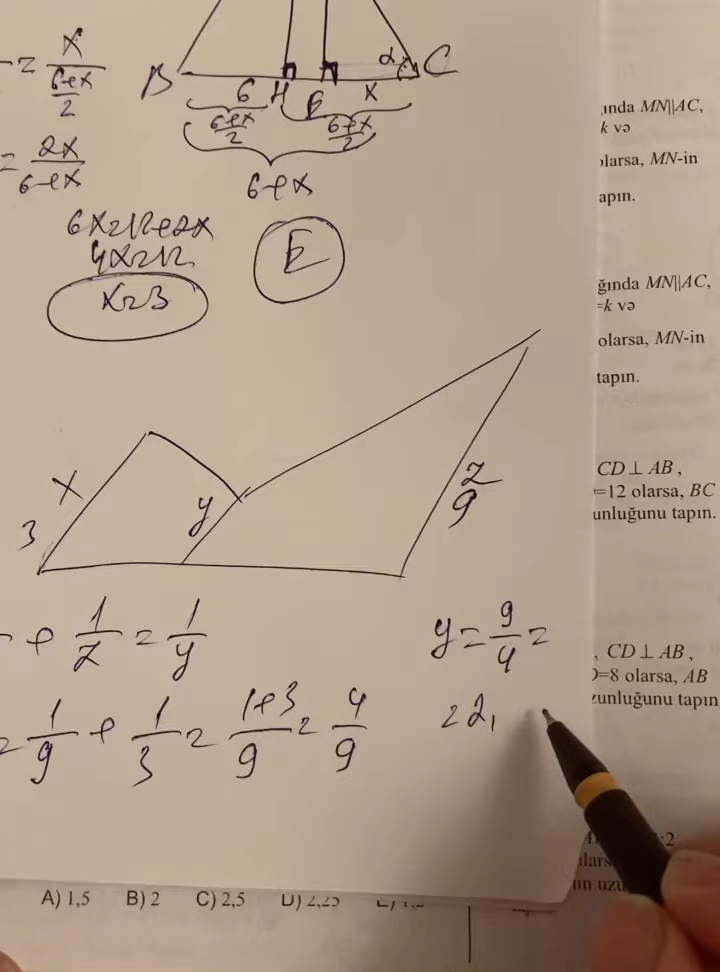 = x / (6+x)/2
= 2x / 6+x
B 6 H E x α C
6+x / 2 6+x / 2
6+x
6x=12+2x
4x=12
x=3
E
x
3
y
z
9
+ 1/z = 1/y
y = 9/4 =
= 1/9 + 1/3 = 1+3/9 = 4/9
= 2,
ında MN||AC,
k və
olarsa, MN-in
apın.
ğında MN||AC,
=k və
olarsa, MN-in
tapın.
CD ⊥ AB,
=12 olarsa, BC
unluğunu tapın.
, CD ⊥ AB,
=8 olarsa, AB
zunluğunu tapın
A) 1,5 B) 2 C) 2,5 D) 2,25